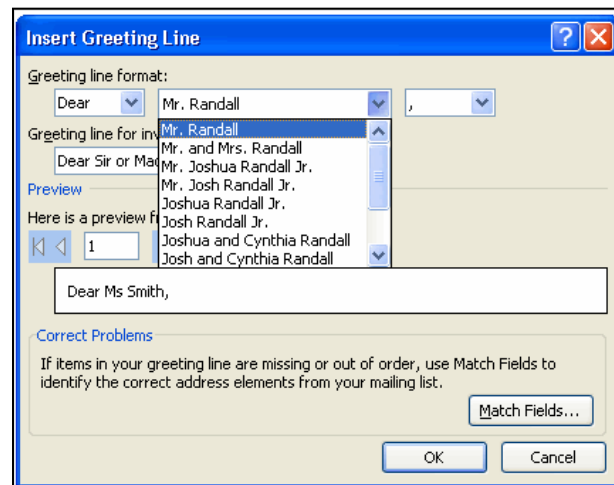 Insert Greeting Line
Greeting line format:
Dear Mr. Randall ,
Greeting line for inv
Mr. Randall
Dear Sir or Mad
Mr. and Mrs. Randall
Mr. Joshua Randall Jr.
Mr. Josh Randall Jr.
Joshua Randall Jr.
Josh Randall Jr.
Joshua and Cynthia Randall
Josh and Cynthia Randall
Preview
Here is a preview f
1
Dear Ms Smith,
Correct Problems
If items in your greeting line are missing or out of order, use Match Fields to
identify the correct address elements from your mailing list.
Match Fields...
OK Cancel